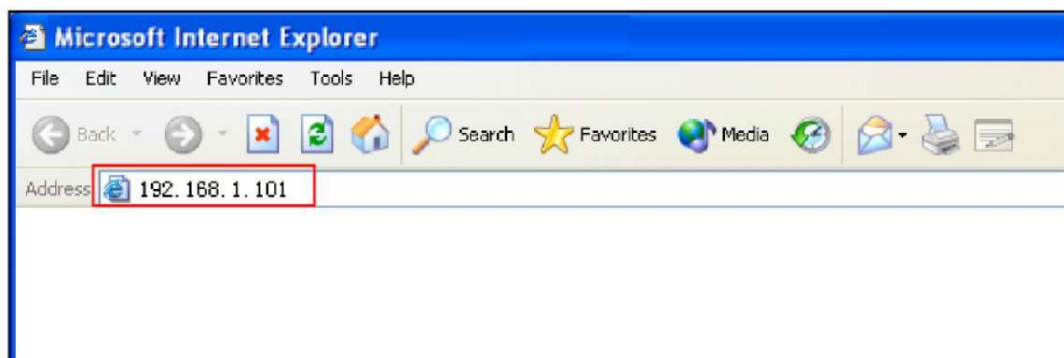 Microsoft Internet Explorer
File Edit View Favorites Tools Help
Back Search Favorites Media
Address 192.168.1.101